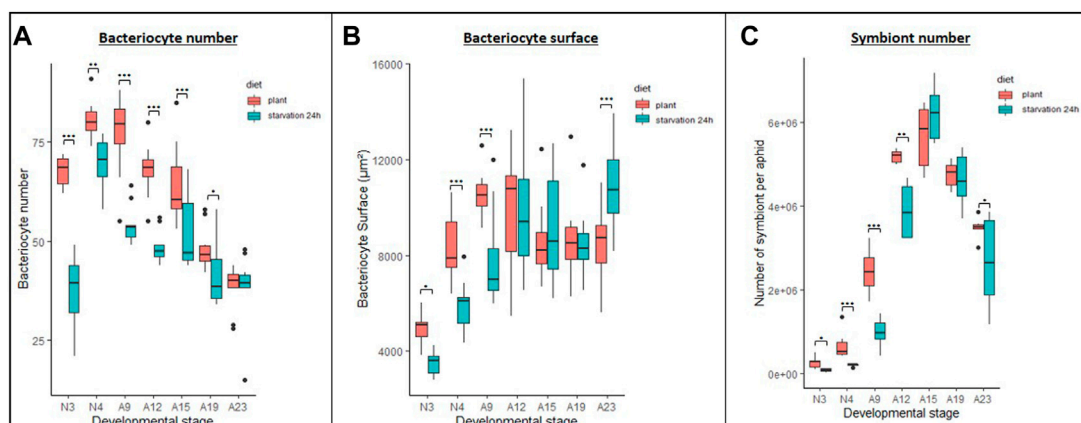 A
Bacteriocyte number
Bacteriocyte number
75
50
25
••• •• ••• ••• ••• •
diet
plant
starvation 24h
N3 N4 A9 A12 A15 A19 A23
Developmental stage
B
Bacteriocyte surface
Bacteriocyte Surface (µm²)
16000
12000
8000
4000
• ••• ••• •••
diet
plant
starvation 24h
N3 N4 A9 A12 A15 A19 A23
Developmental stage
C
Symbiont number
Number of symbiont per aphid
6e+06
4e+06
2e+06
0e+00
• ••• ••• •• •
diet
plant
starvation 24h
N3 N4 A9 A12 A15 A19 A23
Developmental stage